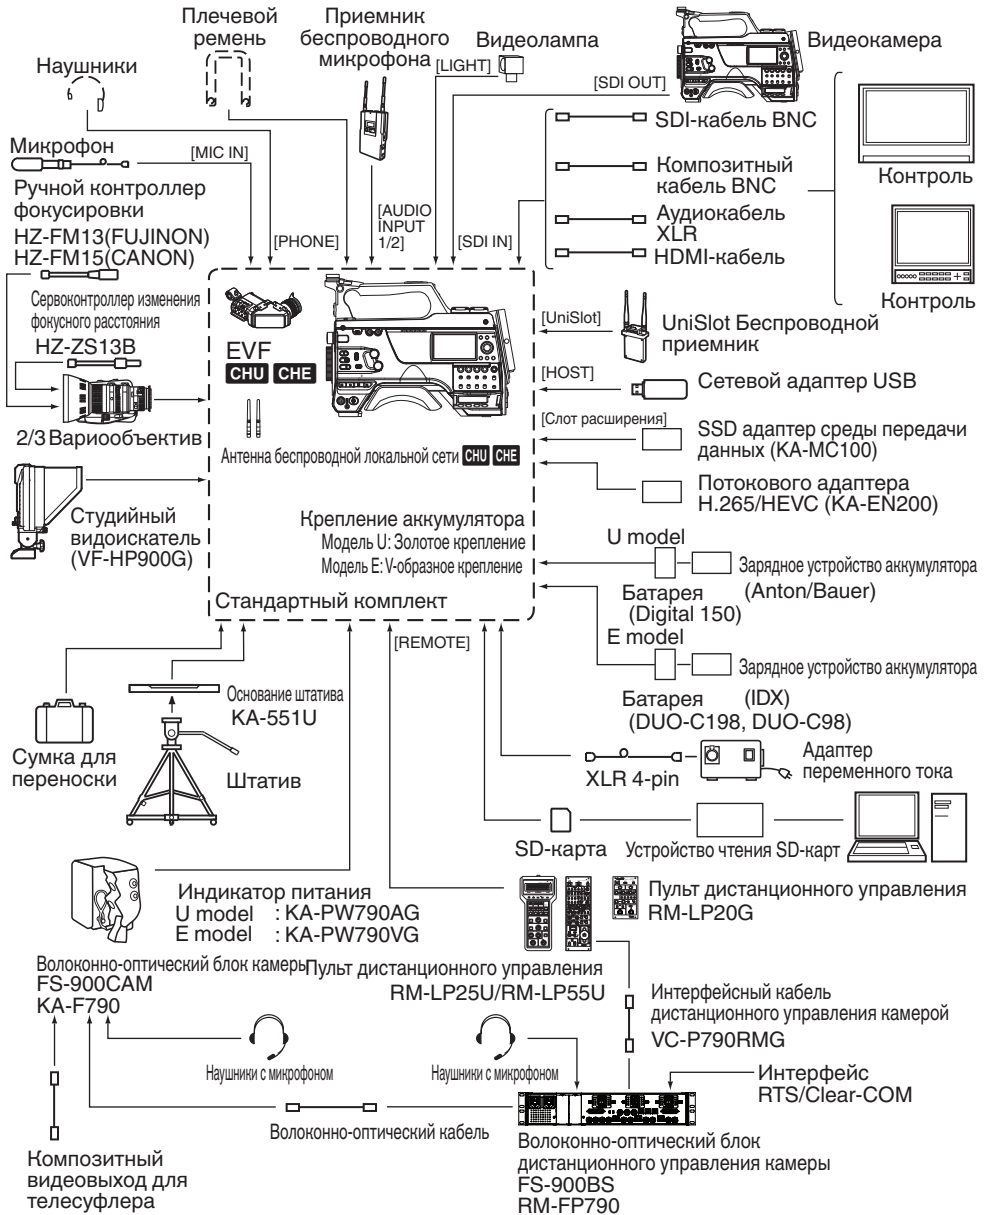 Плечевой
ремень
Приемник
беспроводного
микрофона
Видеолампа
Видеокамера
Наушники
[LIGHT]
[SDI OUT]
SDI-кабель BNC
Микрофон
[MIC IN]
Композитный
кабель BNC
Контроль
Ручной контроллер
фокусировки
HZ-FM13(FUJINON)
HZ-FM15(CANON)
[PHONE]
[AUDIO
INPUT
1/2]
[SDI IN]
Аудиокабель
XLR
HDMI-кабель
Контроль
Сервоконтроллер изменения
фокусного расстояния
HZ-ZS13B
EVF
CHU CHE
[UniSlot]
UniSlot Беспроводной
приемник
[HOST]
Сетевой адаптер USB
2/3 Вариообъектив
[Слот расширения]
SSD адаптер среды передачи
данных (KA-MC100)
Антенна беспроводной локальной сети CHU CHE
Потокового адаптера
H.265/HEVC (KA-EN200)
Студийный
видоискатель
(VF-HP900G)
Крепление аккумулятора
Модель U: Золотое крепление
Модель E: V-образное крепление
Стандартный комплект
U model
Зарядное устройство аккумулятора
(Anton/Bauer)
Батарея
(Digital 150)
E model
Зарядное устройство аккумулятора
(IDX)
Батарея
(DUO-C198, DUO-C98)
[REMOTE]
Основание штатива
KA-551U
Сумка для
переноски
Штатив
XLR 4-pin
Адаптер
переменного тока
SD-карта
Устройство чтения SD-карт
Индикатор питания
U model : KA-PW790AG
E model : KA-PW790VG
Пульт дистанционного управления
RM-LP20G
Волоконно-оптический блок камеры
FS-900CAM
KA-F790
Пульт дистанционного управления
RM-LP25U/RM-LP55U
Интерфейсный кабель
дистанционного управления камерой
VC-P790RMG
Наушники с микрофоном
Наушники с микрофоном
Интерфейс
RTS/Clear-COM
Волоконно-оптический кабель
Волоконно-оптический блок
дистанционного управления камеры
FS-900BS
RM-FP790
Композитный
видеовыход для
телесуфлера